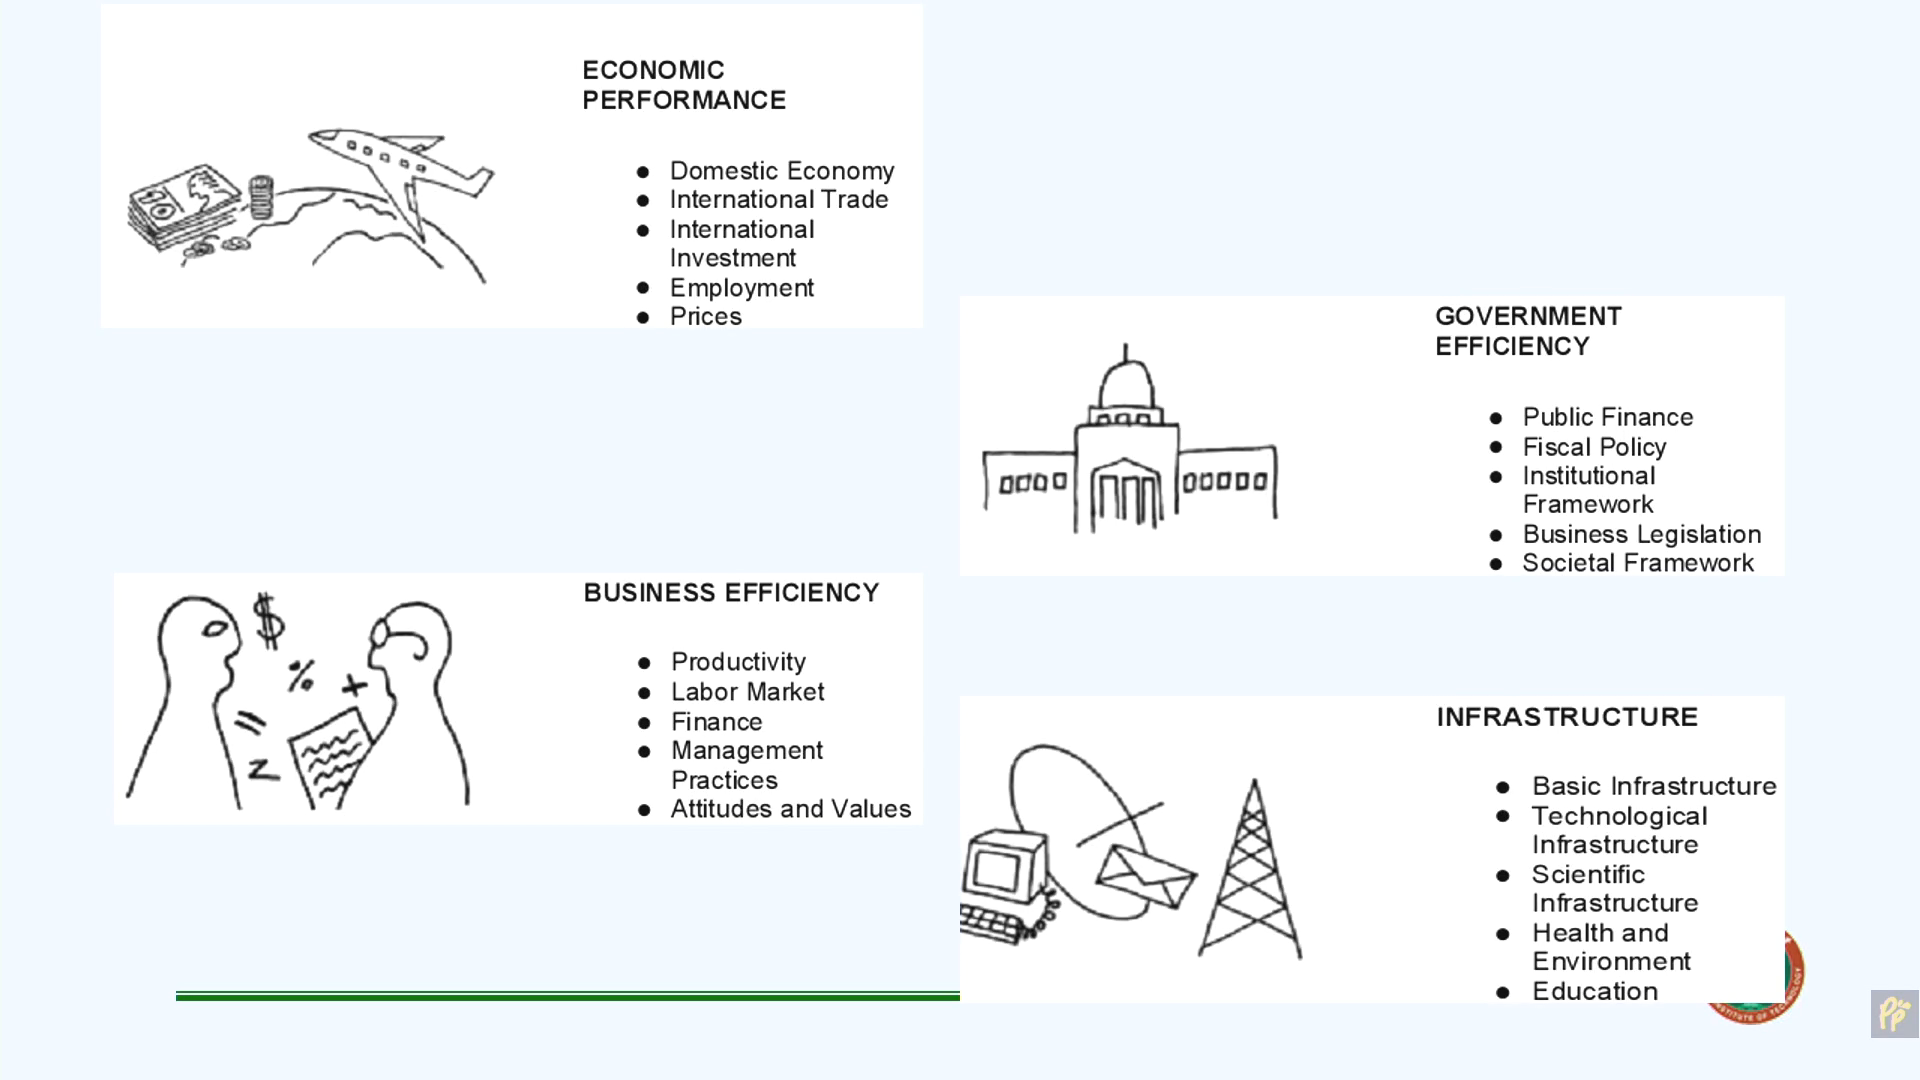 ECONOMIC
PERFORMANCE
● Domestic Economy
● International Trade
● International
Investment
● Employment
● Prices
GOVERNMENT
EFFICIENCY
● Public Finance
● Fiscal Policy
● Institutional
Framework
● Business Legislation
● Societal Framework
BUSINESS EFFICIENCY
● Productivity
● Labor Market
● Finance
● Management
Practices
● Attitudes and Values
$
%
+
=
z
INFRASTRUCTURE
● Basic Infrastructure
● Technological
Infrastructure
● Scientific
Infrastructure
● Health and
Environment
● Education